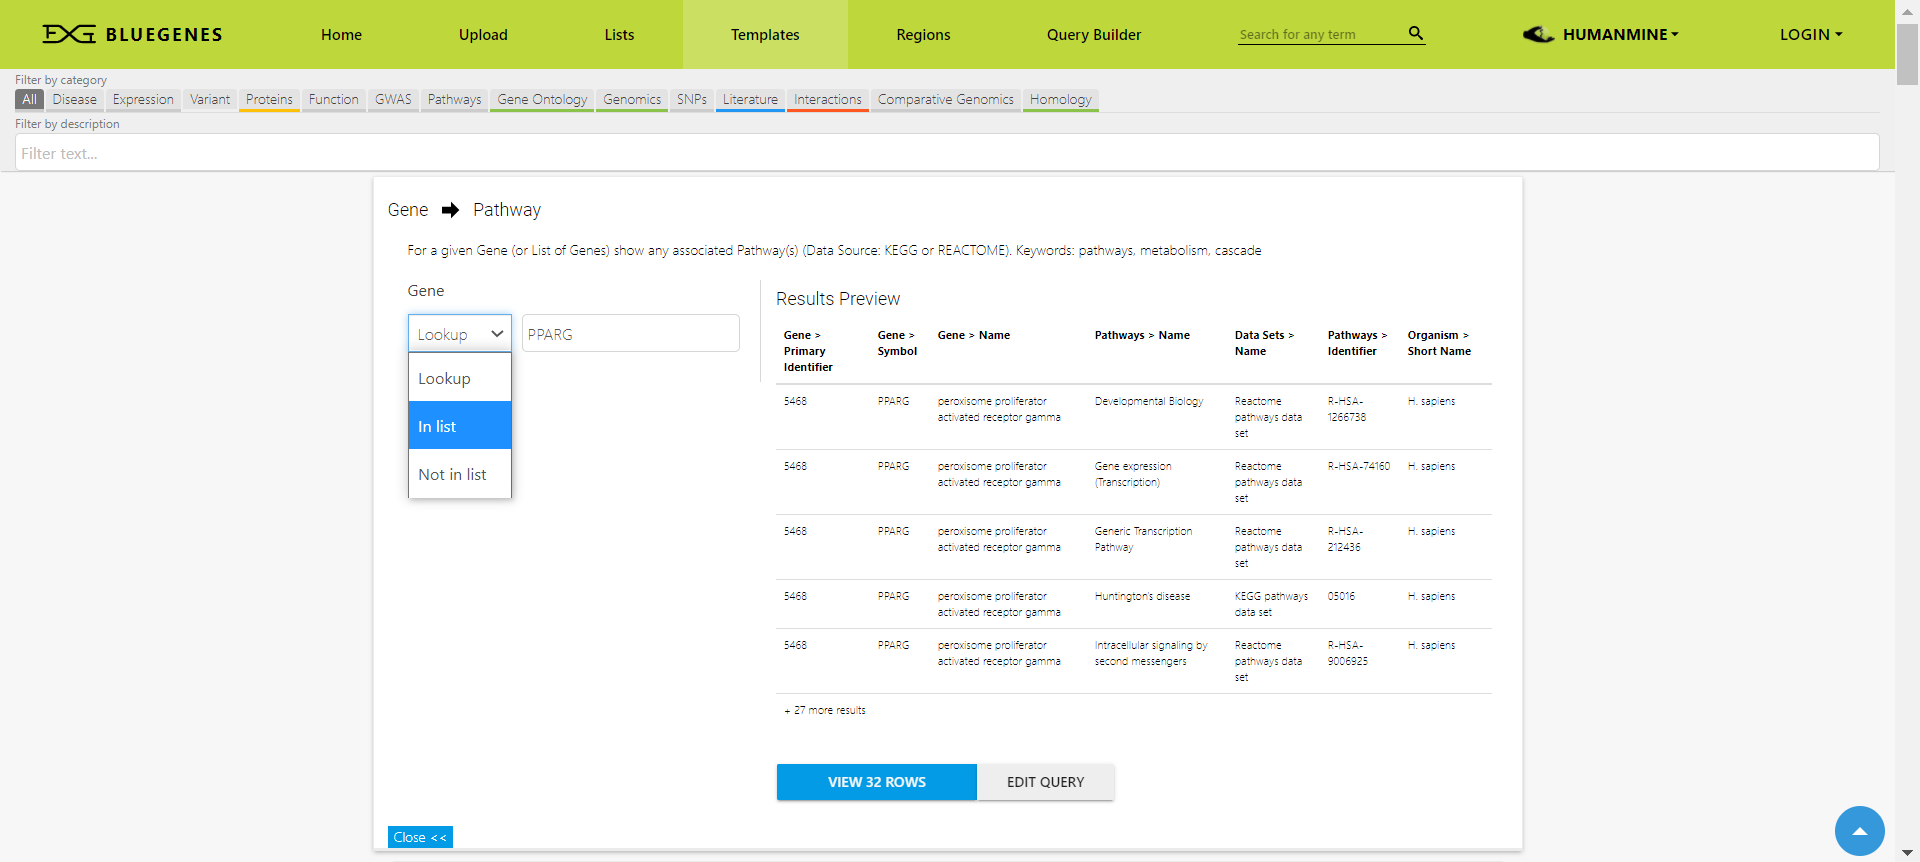 BLUEGENES Home Upload Lists Templates Regions Query Builder Search for any term HUMANMINE LOGIN
Filter by category
All Disease Expression Variant Proteins Function GWAS Pathways Gene Ontology Genomics SNPs Literature Interactions Comparative Genomics Homology
Filter by description
Filter text...
Gene Pathway
For a given Gene (or List of Genes) show any associated Pathway(s) (Data Source: KEGG or REACTOME). Keywords: pathways, metabolism, cascade
Gene
Lookup PPARG
Lookup
In list
Not in list
Results Preview
Gene > Gene > Gene > Name Pathways > Name Data Sets > Pathways > Organism >
Primary Symbol Name Identifier Short Name
Identifier
5468 PPARG peroxisome proliferator Developmental Biology Reactome R-HSA- H. sapiens
activated receptor gamma pathways data 1266738
set
5468 PPARG peroxisome proliferator Gene expression Reactome R-HSA-74160 H. sapiens
activated receptor gamma (Transcription) pathways data
set
5468 PPARG peroxisome proliferator Generic Transcription Reactome R-HSA- H. sapiens
activated receptor gamma Pathway pathways data 212436
set
5468 PPARG peroxisome proliferator Huntington's disease KEGG pathways 05016 H. sapiens
activated receptor gamma data set
5468 PPARG peroxisome proliferator Intracellular signaling by Reactome R-HSA- H. sapiens
activated receptor gamma second messengers pathways data 9006925
set
+ 27 more results
VIEW 32 ROWS EDIT QUERY
Close <<